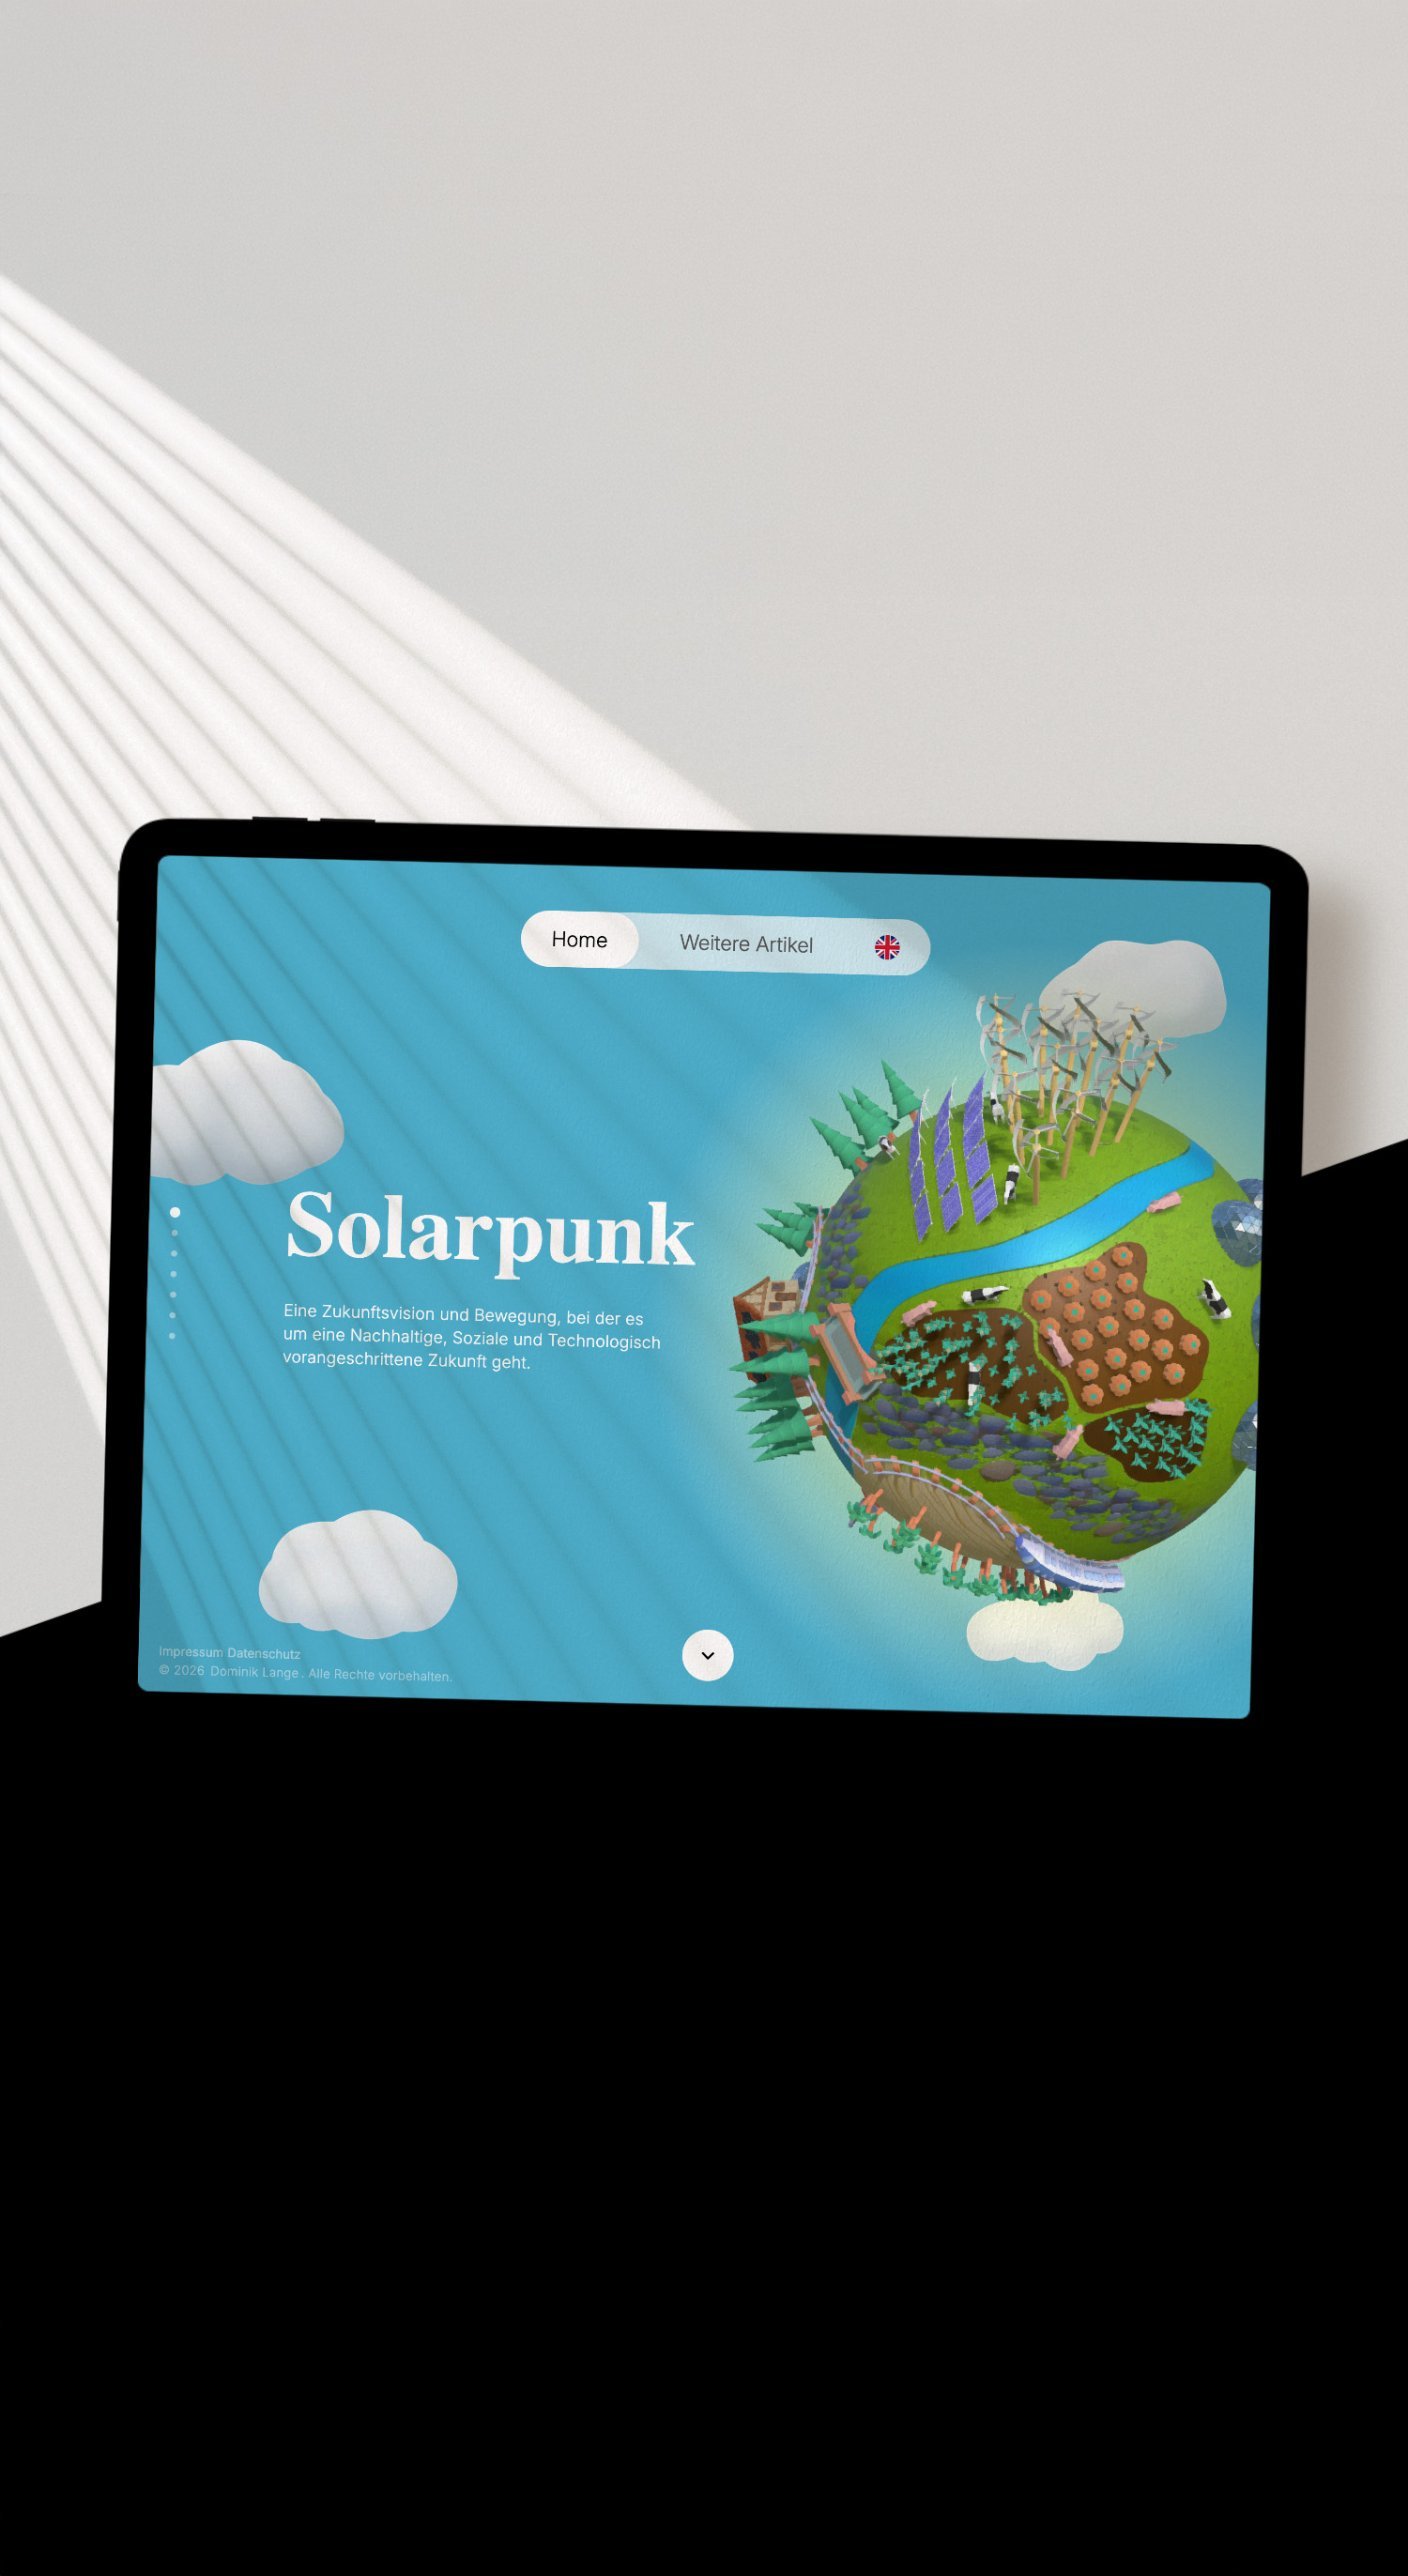 Home
Weitere Artikel
Solarpunk
Eine Zukunftsvision und Bewegung, bei der es
um eine Nachhaltige, Soziale und Technologisch
vorangeschrittene Zukunft geht.
Impressum Datenschutz
© 2026 Dominik Lange. Alle Rechte vorbehalten.